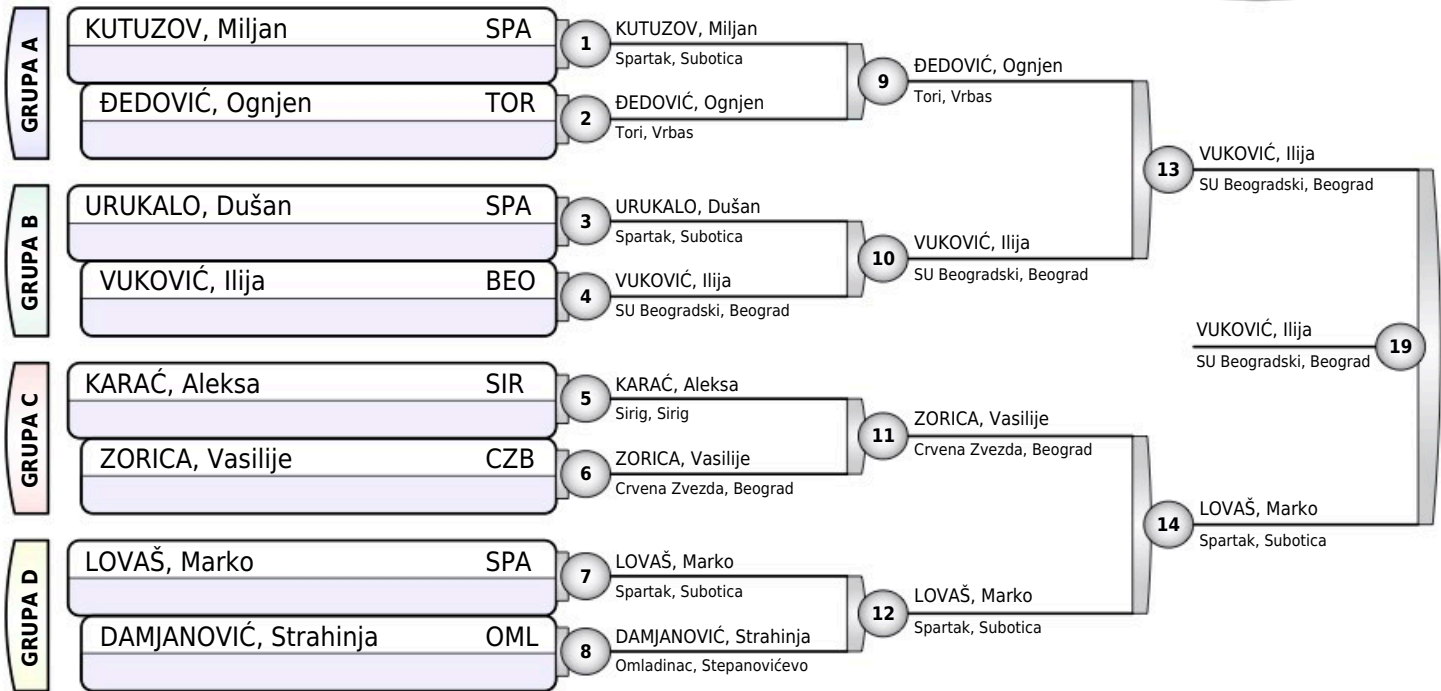 GRUPA A
KUTUZOV, Miljan SPA
ĐEDOVIĆ, Ognjen TOR
GRUPA B
URUKALO, Dušan SPA
VUKOVIĆ, Ilija BEO
GRUPA C
KARAĆ, Aleksa SIR
ZORICA, Vasilije CZB
GRUPA D
LOVAŠ, Marko SPA
DAMJANOVIĆ, Strahinja OML
1
KUTUZOV, Miljan
Spartak, Subotica
2
ĐEDOVIĆ, Ognjen
Tori, Vrbas
3
URUKALO, Dušan
Spartak, Subotica
4
VUKOVIĆ, Ilija
SU Beogradski, Beograd
5
KARAĆ, Aleksa
Sirig, Sirig
6
ZORICA, Vasilije
Crvena Zvezda, Beograd
7
LOVAŠ, Marko
Spartak, Subotica
8
DAMJANOVIĆ, Strahinja
Omladinac, Stepanovićevo
9
ĐEDOVIĆ, Ognjen
Tori, Vrbas
10
VUKOVIĆ, Ilija
SU Beogradski, Beograd
11
ZORICA, Vasilije
Crvena Zvezda, Beograd
12
LOVAŠ, Marko
Spartak, Subotica
13
VUKOVIĆ, Ilija
SU Beogradski, Beograd
14
LOVAŠ, Marko
Spartak, Subotica
VUKOVIĆ, Ilija
SU Beogradski, Beograd
19